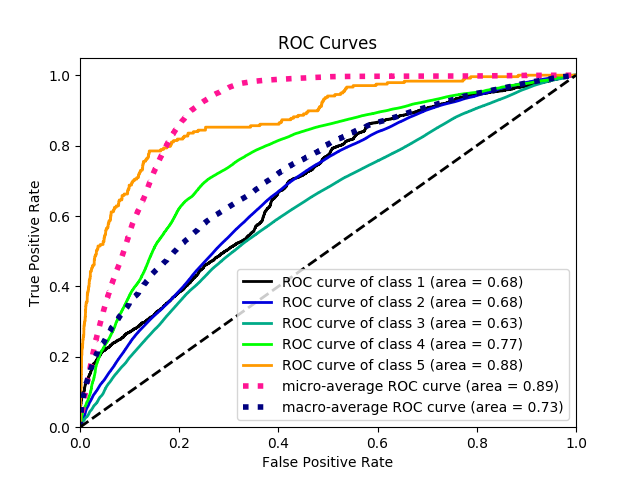 ROC Curves
True Positive Rate
1.0
0.8
0.6
0.4
0.2
0.0
0.0 0.2 0.4 0.6 0.8 1.0
False Positive Rate
ROC curve of class 1 (area = 0.68)
ROC curve of class 2 (area = 0.68)
ROC curve of class 3 (area = 0.63)
ROC curve of class 4 (area = 0.77)
ROC curve of class 5 (area = 0.88)
micro-average ROC curve (area = 0.89)
macro-average ROC curve (area = 0.73)